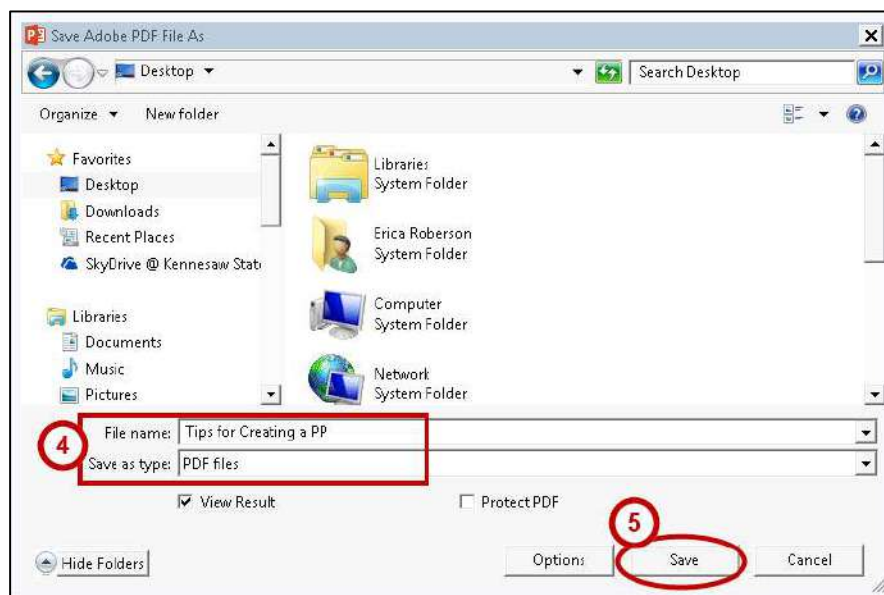 Save Adobe PDF File As
Desktop
Search Desktop
Organize
New folder
Favorites
Desktop
Downloads
Recent Places
SkyDrive @ Kennesaw State
Libraries
Documents
Music
Pictures
Libraries
System Folder
Erica Roberson
System Folder
Computer
System Folder
Network
System Folder
4
File name: Tips for Creating a PP
Save as type: PDF files
View Result
Protect PDF
5
Hide Folders
Options
Save
Cancel